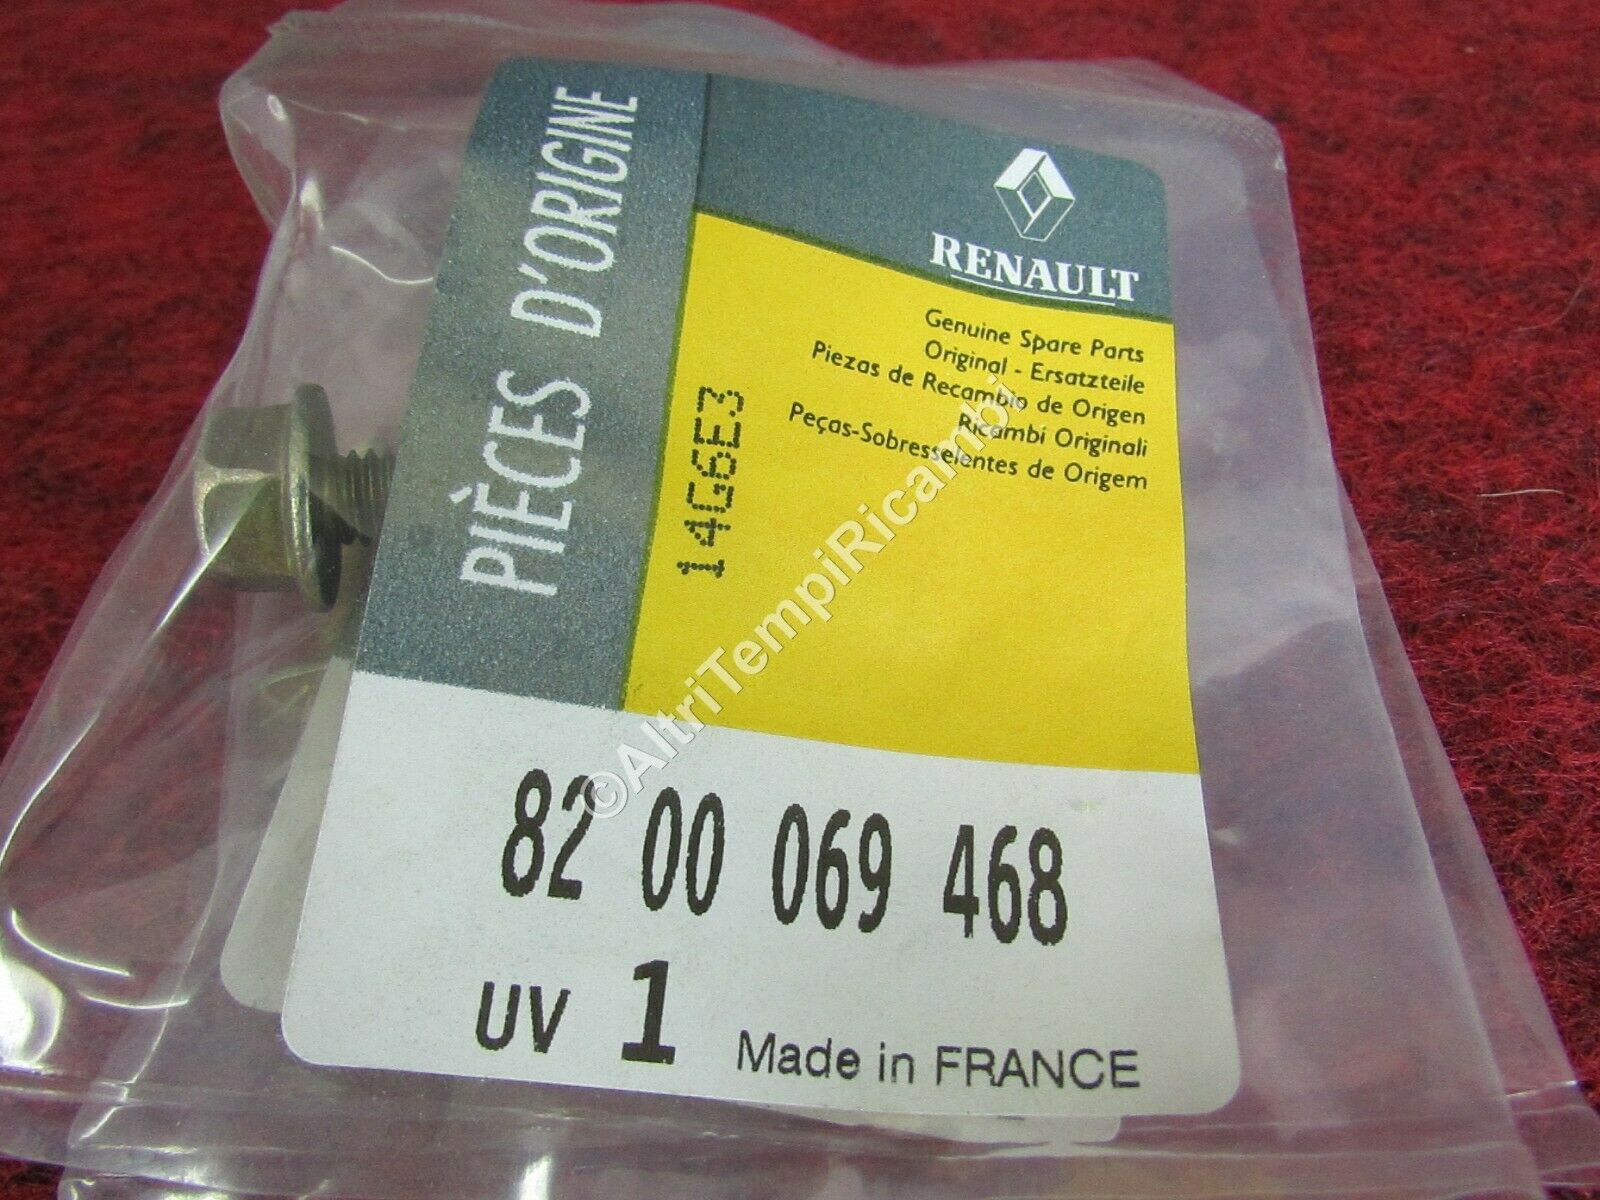 PIÈCES D'ORIGINE
RENAULT
Genuine Spare Parts
Original - Ersatzteile
Piezas de Recambio de Origen
Ricambi Originali
Peças-Sobresselentes de Origem
14G6E3
©AltriTempiRicambi
82 00 069 468
UV 1 Made in FRANCE